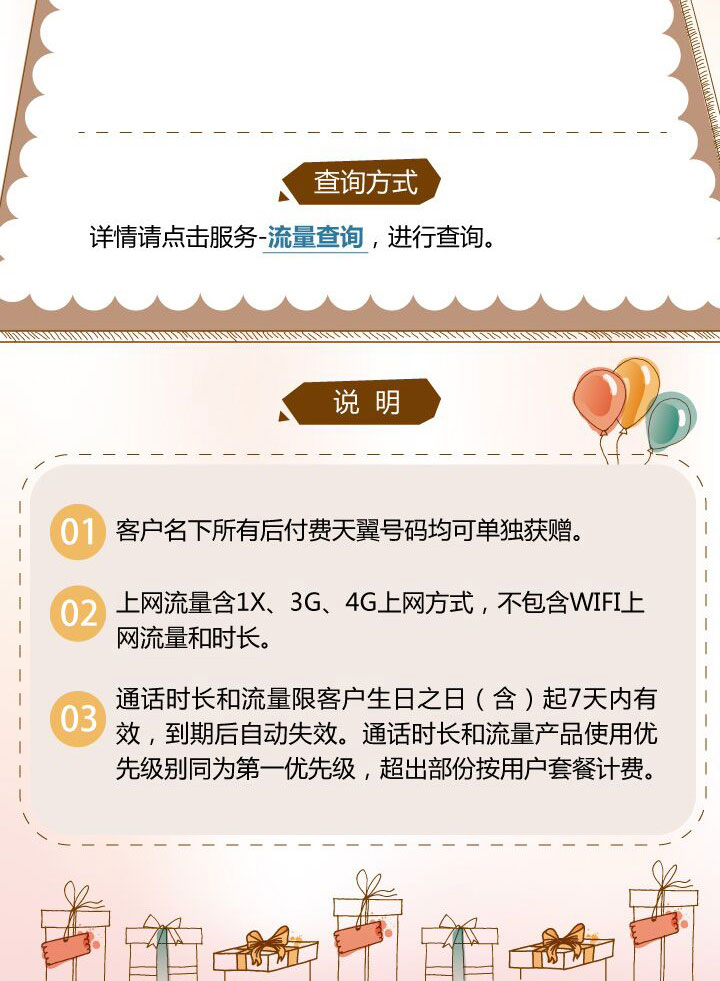 查询方式
详情请点击服务-流量查询，进行查询。
说 明
01 客户名下所有后付费天翼号码均可单独获赠。
02 上网流量含1X、3G、4G上网方式，不包含WIFI上
网流量和时长。
03 通话时长和流量限客户生日之日（含）起7天内有
效，到期后自动失效。通话时长和流量产品使用优
先级别同为第一优先级，超出部份按用户套餐计费。